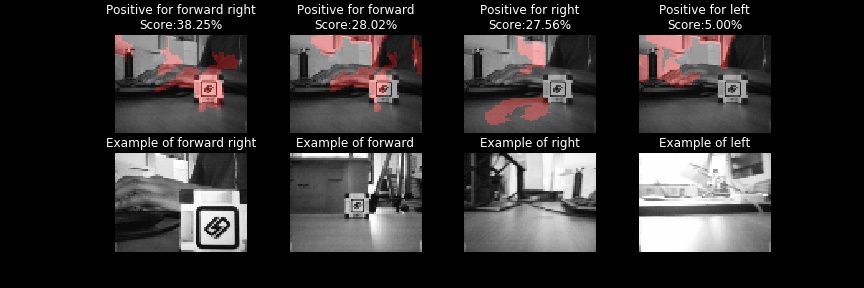 Positive for forward right
Score:38.25%
Positive for forward
Score:28.02%
Positive for right
Score:27.56%
Positive for left
Score:5.00%
Example of forward right
Example of forward
Example of right
Example of left